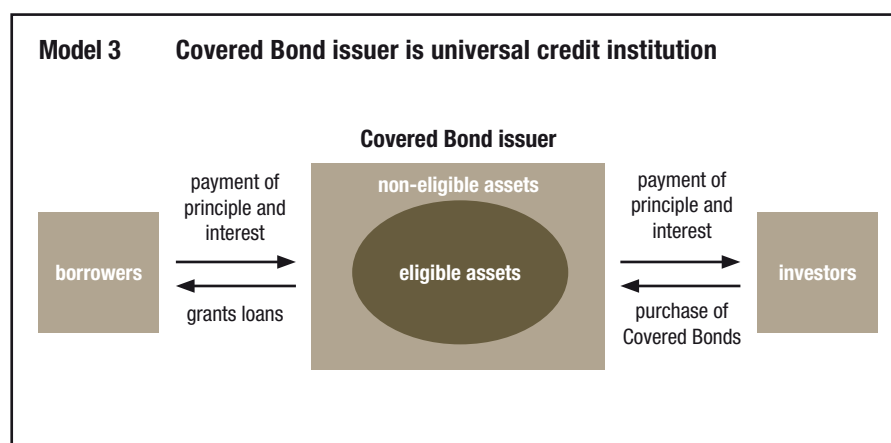 Model 3 Covered Bond issuer is universal credit institution
Covered Bond issuer
payment of
principle and
interest
non-eligible assets
payment of
principle and
interest
borrowers
eligible assets
investors
grants loans
purchase of
Covered Bonds